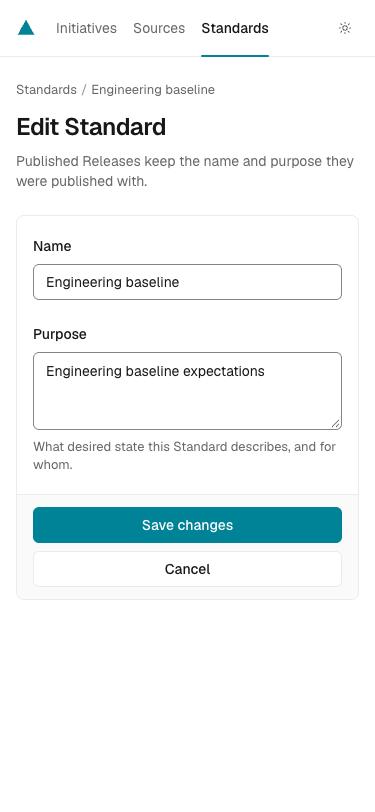 Initiatives Sources Standards
Standards / Engineering baseline
Edit Standard
Published Releases keep the name and purpose they
were published with.
Name
Engineering baseline
Purpose
Engineering baseline expectations
What desired state this Standard describes, and for
whom.
Save changes
Cancel